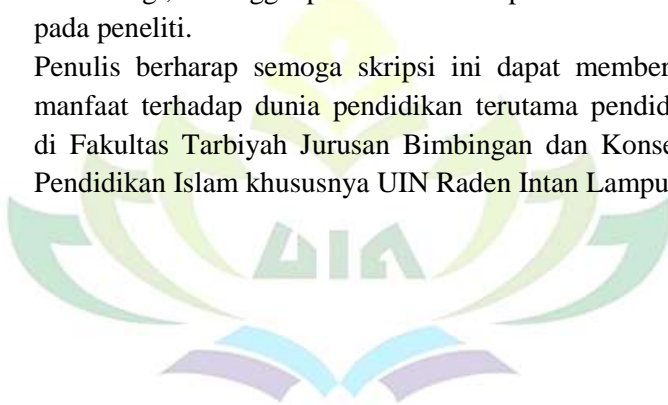 pada peneliti.
Penulis berharap semoga skripsi ini dapat member
manfaat terhadap dunia pendidikan terutama pendid
di Fakultas Tarbiyah Jurusan Bimbingan dan Konse
Pendidikan Islam khususnya UIN Raden Intan Lampu
UIN